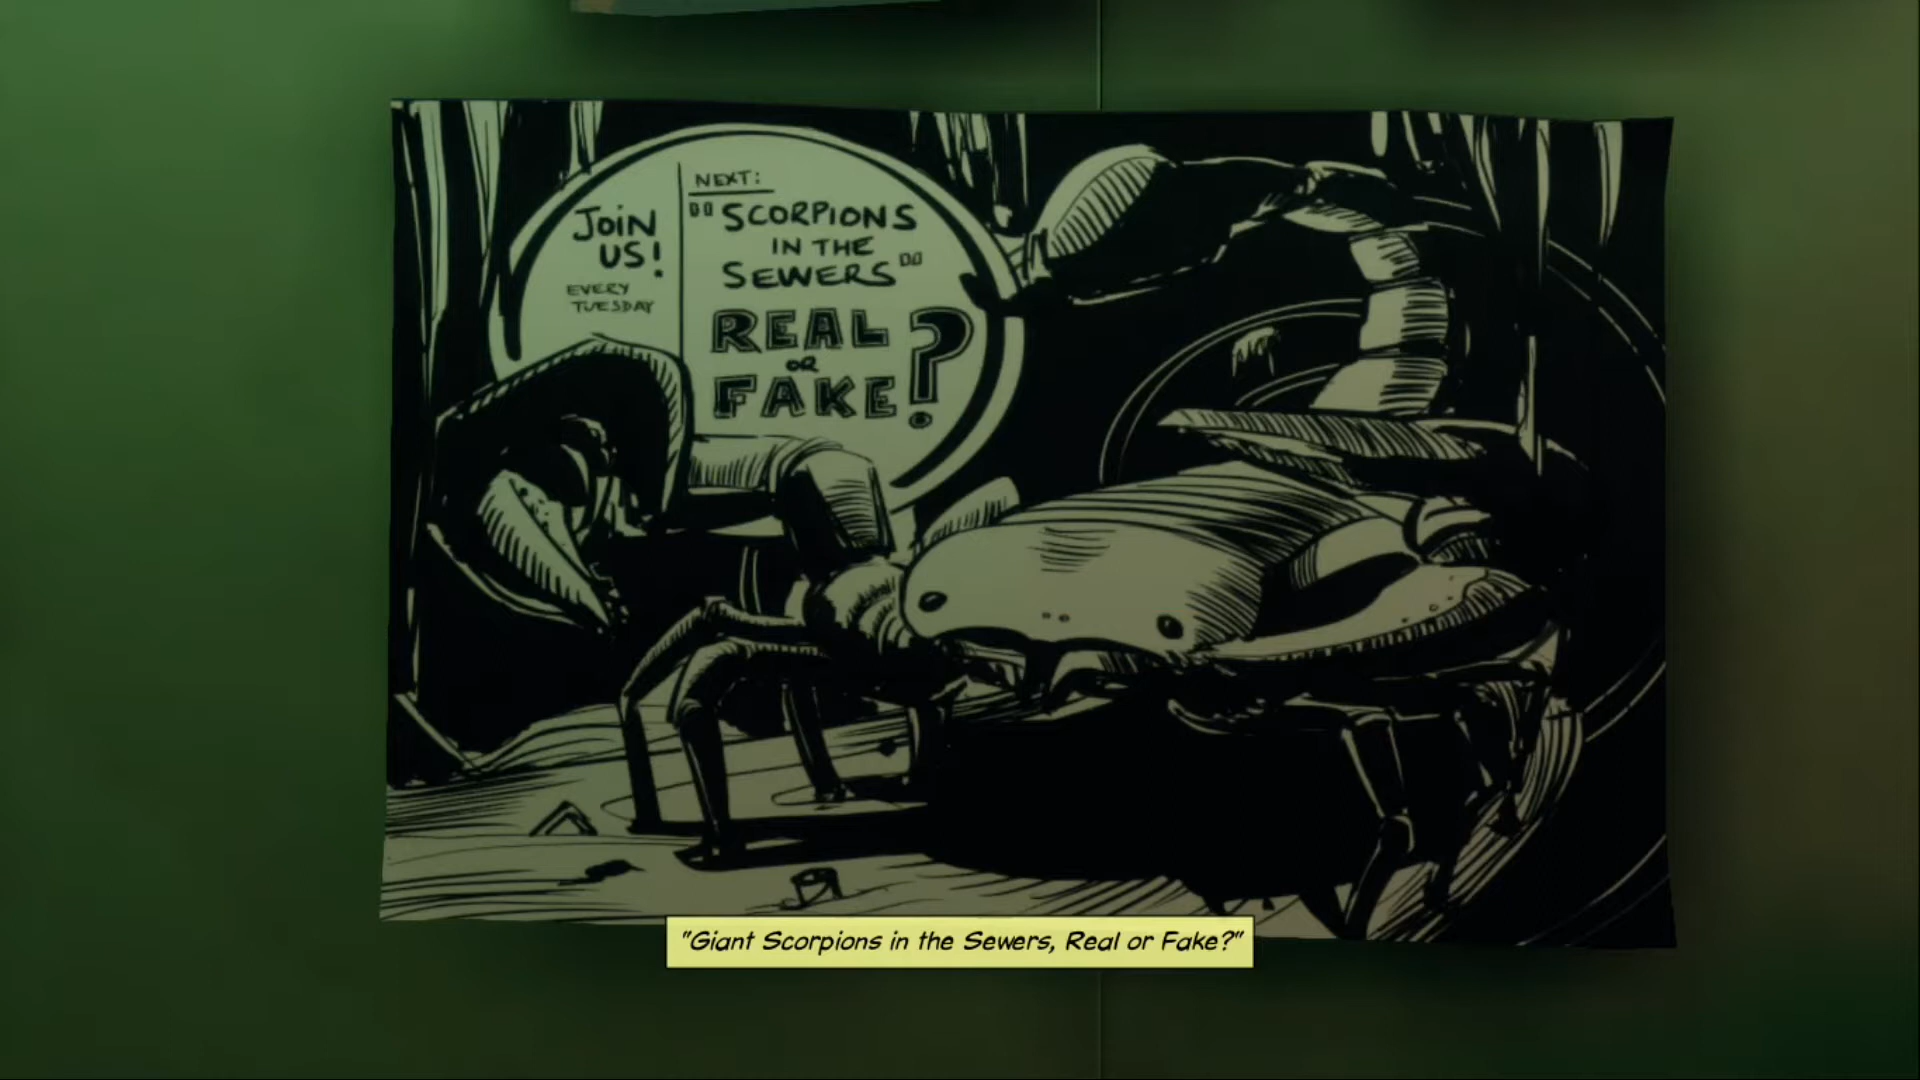 JOIN
US!
EVERY
TUESDAY
NEXT:
"SCORPIONS
IN THE
SEWERS"
REAL
OR
FAKE?
"Giant Scorpions in the Sewers, Real or Fake?"